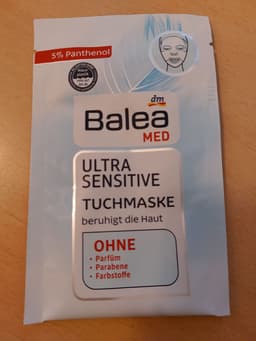 5% Panthenol
dm
Balea
MED
ULTRA
SENSITIVE
TUCHMASKE
beruhigt die Haut
OHNE
• Parfüm
• Parabene
• Farbstoffe